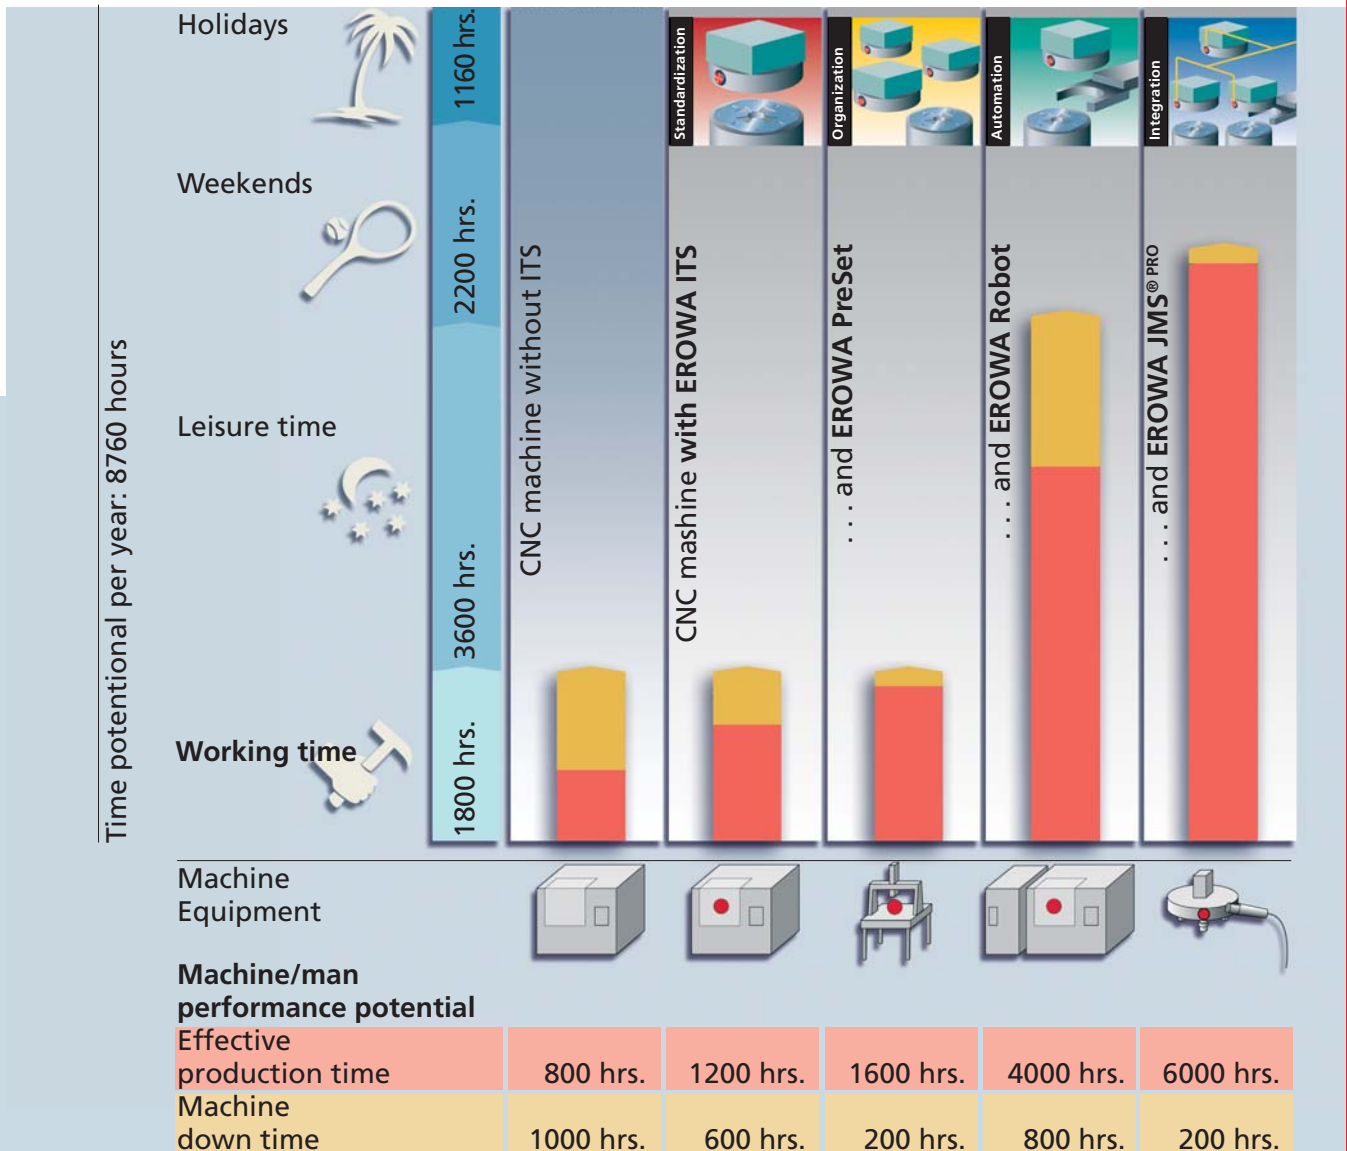 Time potentional per year: 8760 hours
Holidays
Weekends
Leisure time
Working time
1160 hrs.
2200 hrs.
3600 hrs.
1800 hrs.
CNC machine without ITS
Standardization
CNC mashine with EROWA ITS
Organization
. . . and EROWA PreSet
Automation
. . . and EROWA Robot
Integration
. . . and EROWA JMS® PRO
Machine
Equipment
Machine/man
performance potential
Effective
production time 800 hrs. 1200 hrs. 1600 hrs. 4000 hrs. 6000 hrs.
Machine
down time 1000 hrs. 600 hrs. 200 hrs. 800 hrs. 200 hrs.